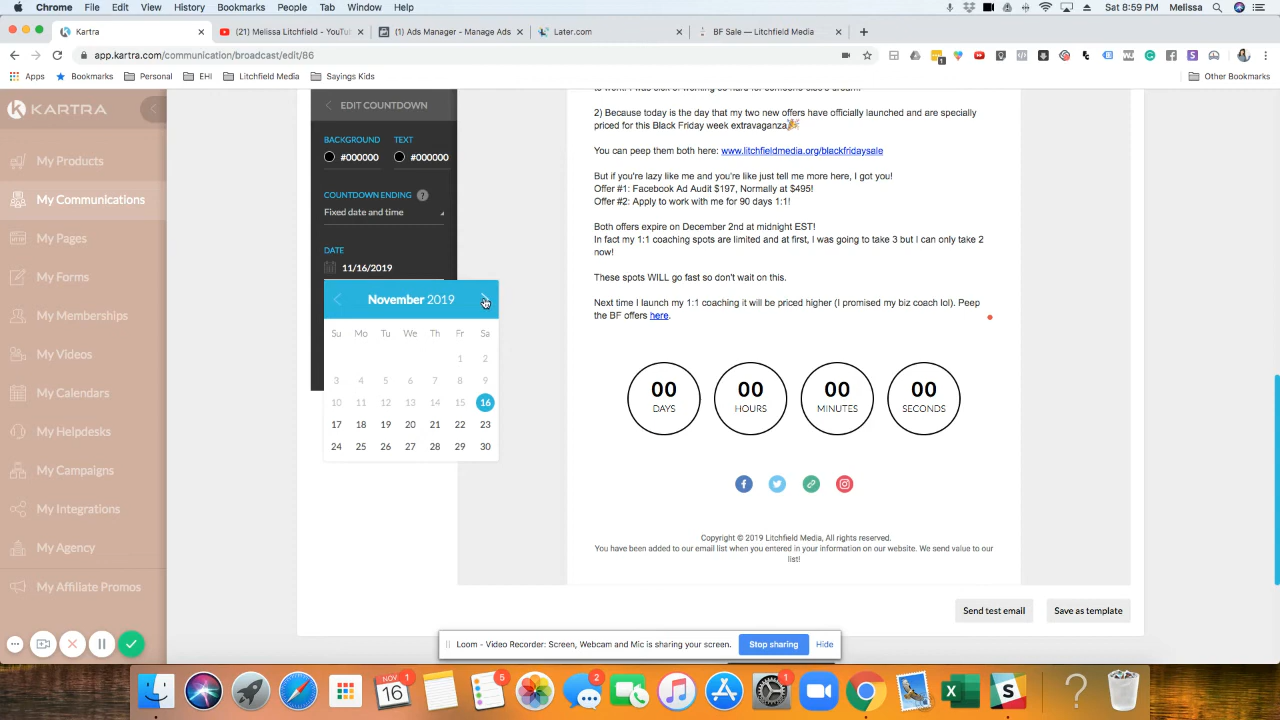 Chrome File Edit View History Bookmarks People Tab Window Help
Sat 8:59 PM Melissa
Kartra
(21) Melissa Litchfield - YouTu
(1) Ads Manager - Manage Ads
Later.com
BF Sale — Litchfield Media
app.kartra.com/communication/broadcast/edit/86
Apps Bookmarks Personal EHI Litchfield Media Sayings Kids Other Bookmarks
KARTRA
My Products
My Communications
My Pages
My Forms
My Memberships
My Videos
My Calendars
My Helpdesks
My Campaigns
My Integrations
My Agency
My Affiliate Promos
EDIT COUNTDOWN
BACKGROUND TEXT
#000000 #000000
COUNTDOWN ENDING ?
Fixed date and time
DATE
11/16/2019
November 2019
Su Mo Tu We Th Fr Sa
1 2
3 4 5 6 7 8 9
10 11 12 13 14 15 16
17 18 19 20 21 22 23
24 25 26 27 28 29 30
to work. I was sick of working so hard for someone else's dream.
2) Because today is the day that my two new offers have officially launched and are specially
priced for this Black Friday week extravaganza🎉
You can peep them both here: www.litchfieldmedia.org/blackfridaysale
But if you're lazy like me and you're like just tell me more here, I got you!
Offer #1: Facebook Ad Audit $197, Normally at $495!
Offer #2: Apply to work with me for 90 days 1:1!
Both offers expire on December 2nd at midnight EST!
In fact my 1:1 coaching spots are limited and at first, I was going to take 3 but I can only take 2
now!
These spots WILL go fast so don't wait on this.
Next time I launch my 1:1 coaching it will be priced higher (I promised my biz coach lol). Peep
the BF offers here.
00 00 00 00
DAYS HOURS MINUTES SECONDS
Copyright © 2019 Litchfield Media, All rights reserved.
You have been added to our email list when you entered in your information on our website. We send value to our
list!
Send test email Save as template
Loom - Video Recorder: Screen, Webcam and Mic is sharing your screen. Stop sharing Hide
NOV
16
1
5
2
1